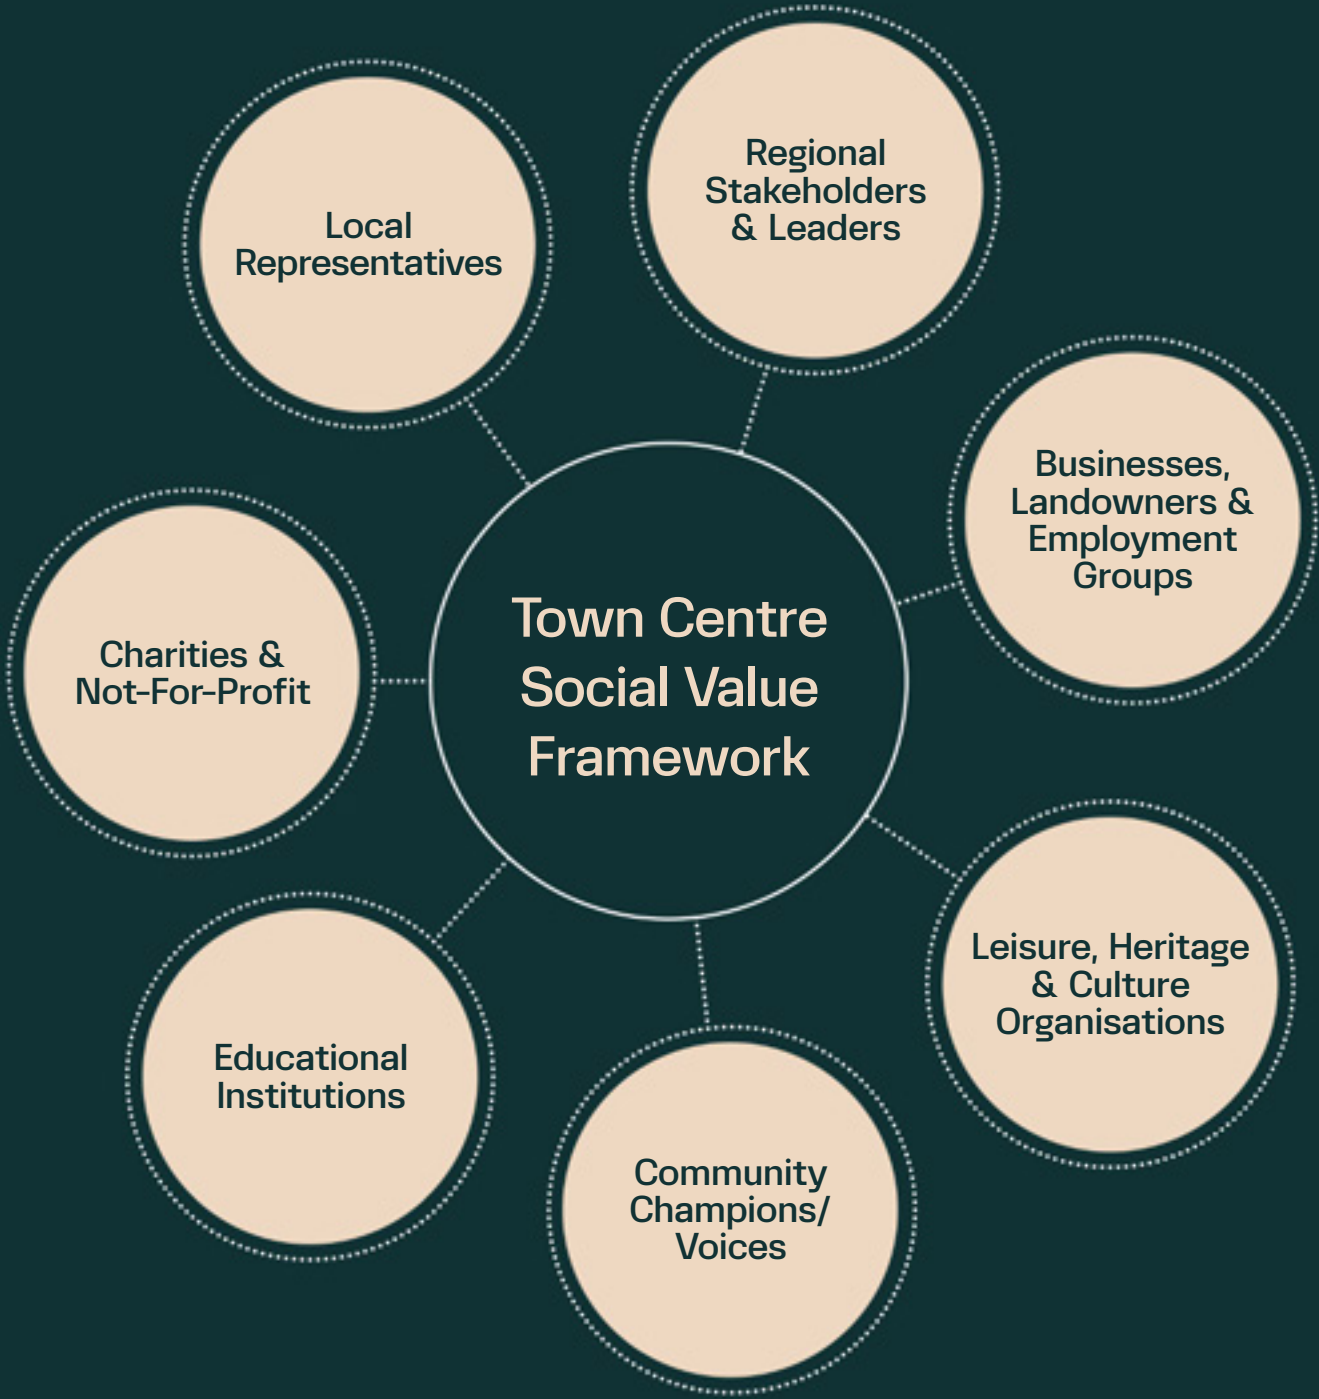 Local
Representatives
Regional
Stakeholders
& Leaders
Businesses,
Landowners &
Employment
Groups
Town Centre
Social Value
Framework
Charities &
Not-For-Profit
Leisure, Heritage
& Culture
Organisations
Educational
Institutions
Community
Champions/
Voices